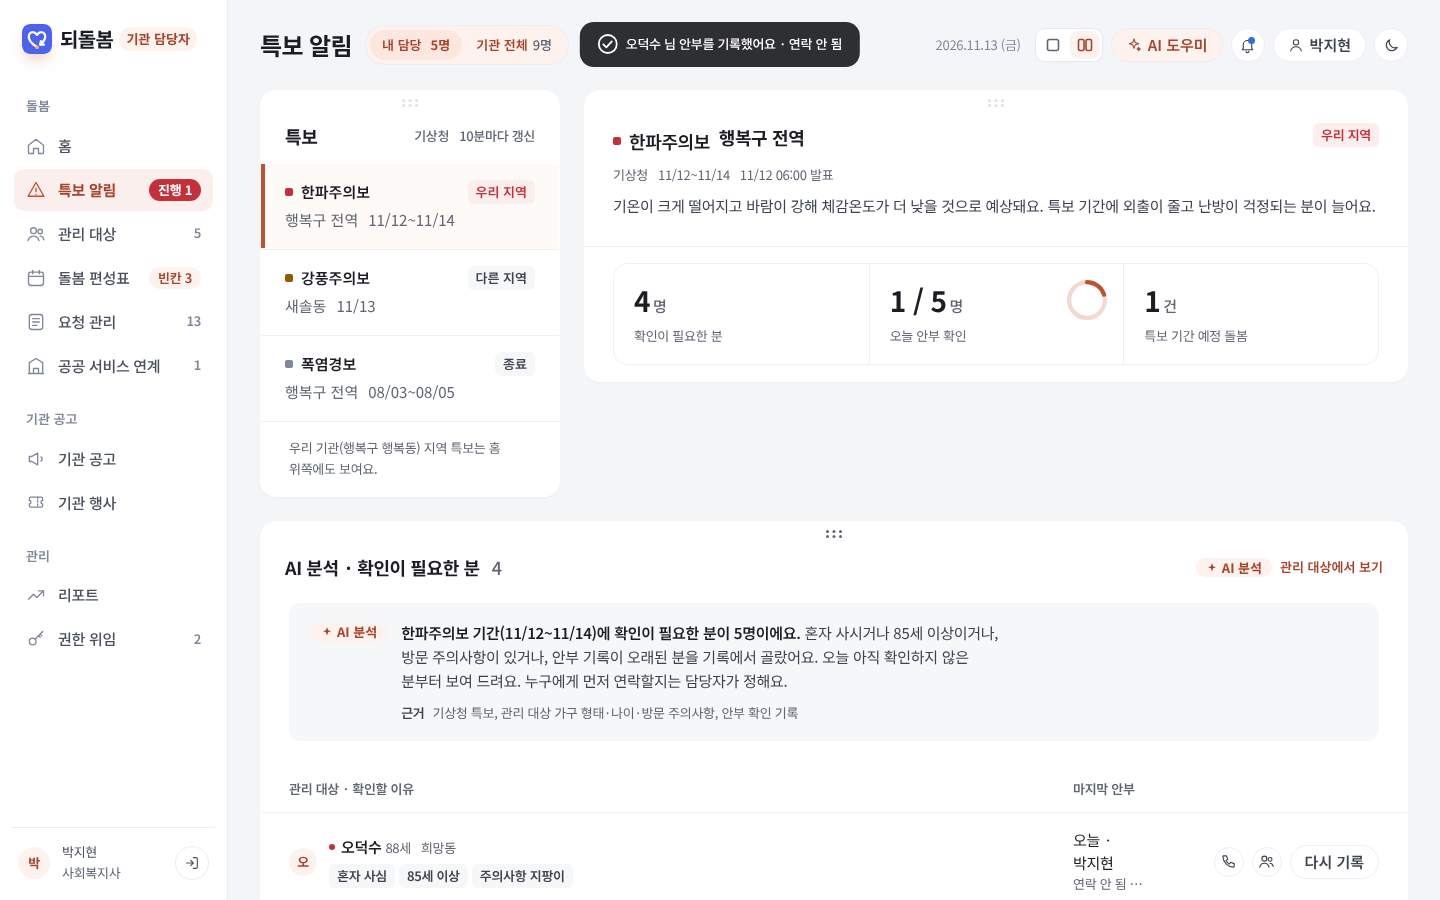 되돌봄 기관 담당자
돌봄
홈
특보 알림 진행 1
관리 대상 5
돌봄 편성표 빈칸 3
요청 관리 13
공공 서비스 연계 1
기관 공고
기관 공고
기관 행사
관리
리포트
권한 위임 2
박 박지현
사회복지사
특보 알림 내 담당 5명 기관 전체 9명
오덕수 님 안부를 기록했어요 · 연락 안 됨
2026.11.13 (금) AI 도우미 박지현
특보 기상청 10분마다 갱신
한파주의보 우리 지역
행복구 전역 11/12~11/14
강풍주의보 다른 지역
새솔동 11/13
폭염경보 종료
행복구 전역 08/03~08/05
우리 기관(행복구 행복동) 지역 특보는 홈
위쪽에도 보여요.
한파주의보 행복구 전역 우리 지역
기상청 11/12~11/14 11/12 06:00 발표
기온이 크게 떨어지고 바람이 강해 체감온도가 더 낮을 것으로 예상돼요. 특보 기간에 외출이 줄고 난방이 걱정되는 분이 늘어요.
4명
확인이 필요한 분
1 / 5명
오늘 안부 확인
1건
특보 기간 예정 돌봄
AI 분석 · 확인이 필요한 분 4 AI 분석 관리 대상에서 보기
AI 분석 한파주의보 기간(11/12~11/14)에 확인이 필요한 분이 5명이에요. 혼자 사시거나 85세 이상이거나,
방문 주의사항이 있거나, 안부 기록이 오래된 분을 기록에서 골랐어요. 오늘 아직 확인하지 않은
분부터 보여 드려요. 누구에게 먼저 연락할지는 담당자가 정해요.
근거 기상청 특보, 관리 대상 가구 형태·나이·방문 주의사항, 안부 확인 기록
관리 대상 · 확인할 이유 마지막 안부
오 오덕수 88세 희망동
혼자 사심 85세 이상 주의사항 지팡이
오늘 ·
박지현
연락 안 됨 …
다시 기록